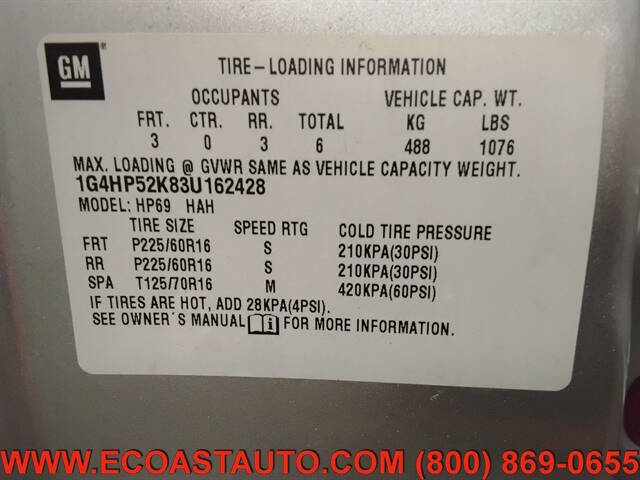 GM
TIRE-LOADING INFORMATION
OCCUPANTS VEHICLE CAP. WT.
FRT. CTR. RR. TOTAL KG LBS
3 0 3 6 488 1076
MAX. LOADING @ GVWR SAME AS VEHICLE CAPACITY WEIGHT.
1G4HP52K83U162428
MODEL: HP69 HAH
TIRE SIZE SPEED RTG COLD TIRE PRESSURE
FRT P225/60R16 S 210KPA(30PSI)
RR P225/60R16 S 210KPA(30PSI)
SPA T125/70R16 M 420KPA(60PSI)
IF TIRES ARE HOT, ADD 28KPA(4PSI).
SEE OWNER'S MANUAL i FOR MORE INFORMATION.
WWW.ECOASTAUTO.COM (800) 869-0655